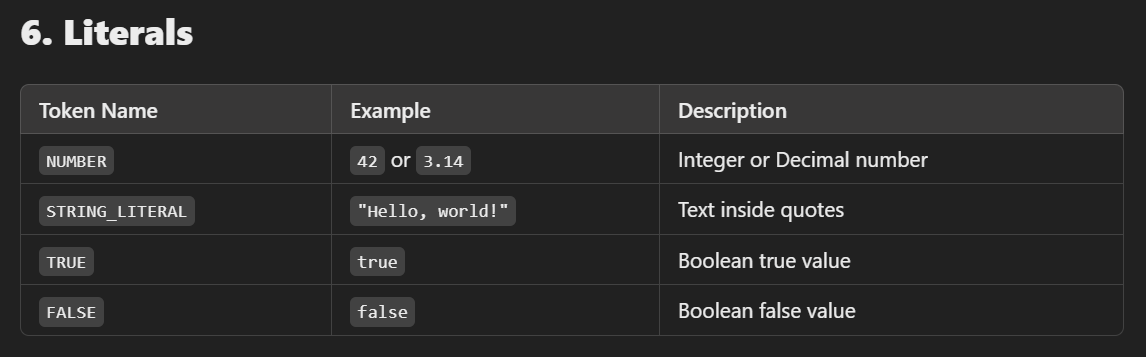 6. Literals
Token Name Example Description
NUMBER 42 or 3.14 Integer or Decimal number
STRING_LITERAL "Hello, world!" Text inside quotes
TRUE true Boolean true value
FALSE false Boolean false value